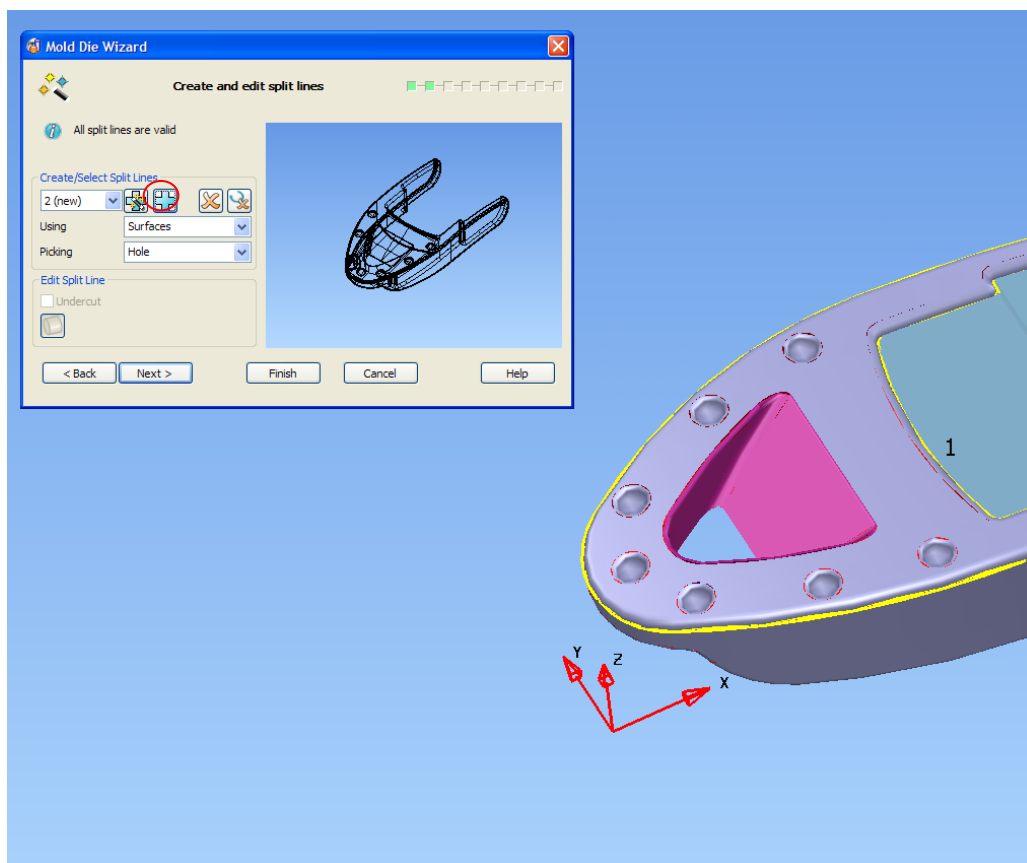 Mold Die Wizard
Create and edit split lines
All split lines are valid
Create/Select Split Lines
2 (new)
Using
Surfaces
Picking
Hole
Edit Split Line
Undercut
< Back
Next >
Finish
Cancel
Help
1
Y
Z
X